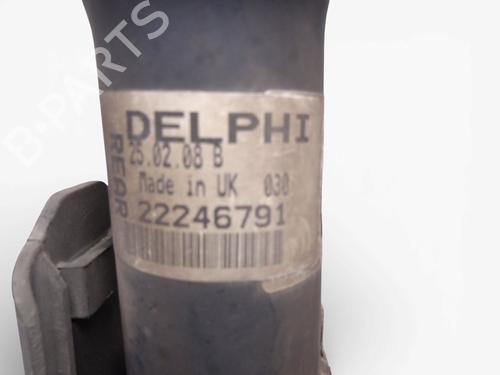 DELPHI
25.02.08 B
Made in UK 030
22246791
REAR
B-PARTS